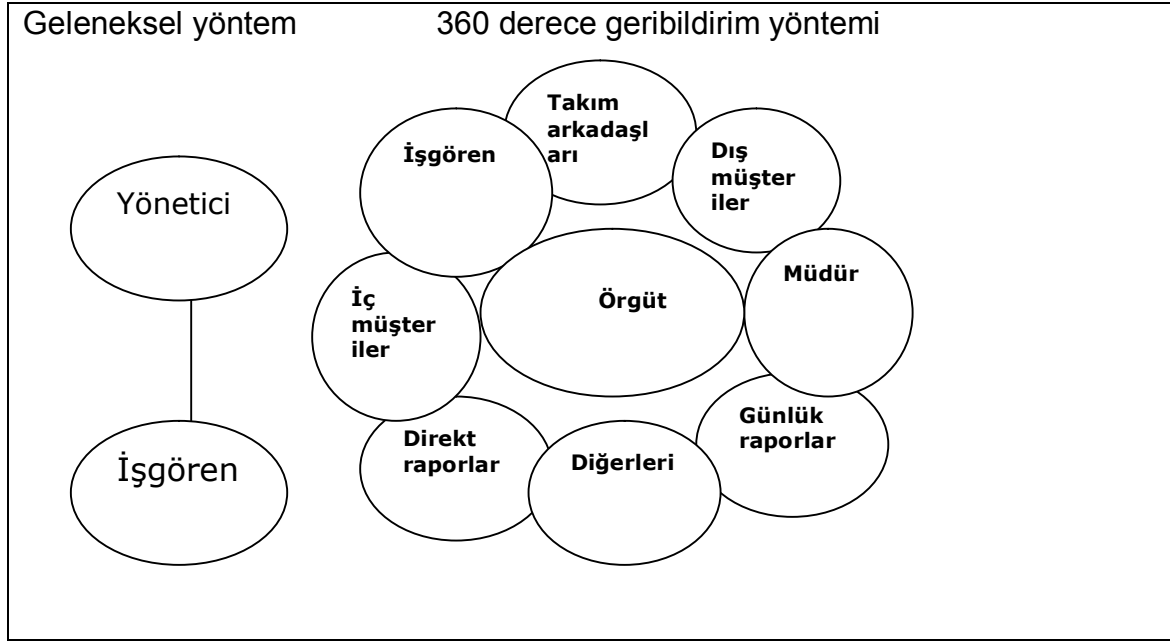 Geleneksel yöntem
360 derece geribildirim yöntemi
Yönetici
İşgören
Takım
arkadaşl
arı
İşgören
Dış
müşter
iler
Müdür
Örgüt
İç
müşter
iler
Günlük
raporlar
Direkt
raporlar
Diğerleri